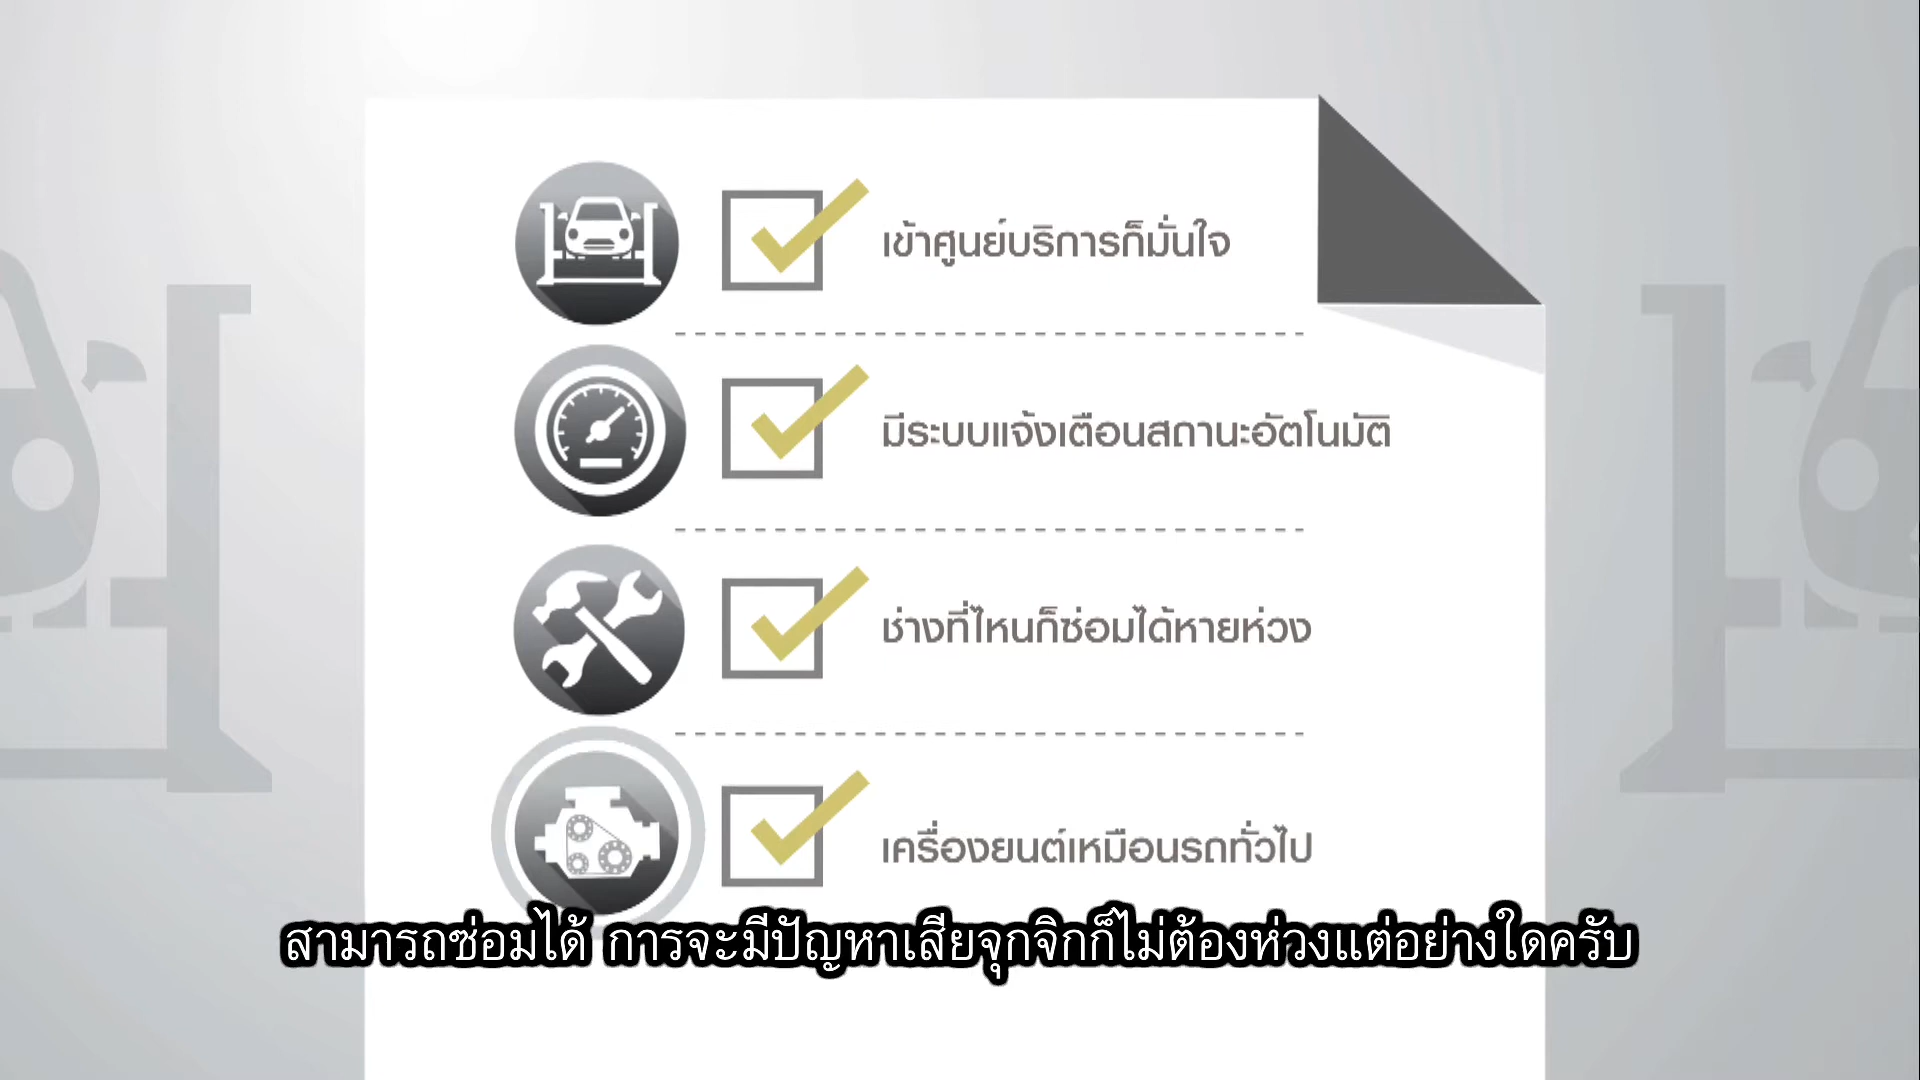 เข้าศูนย์บริการก็มั่นใจ
มีระบบแจ้งเตือนสถานะอัตโนมัติ
ช่างที่ไหนก็ซ่อมได้หายห่วง
เครื่องยนต์เหมือนรถทั่วไป
สามารถซ่อมได้ การจะมีปัญหาเสียจุกจิกก็ไม่ต้องห่วงแต่อย่างใดครับ